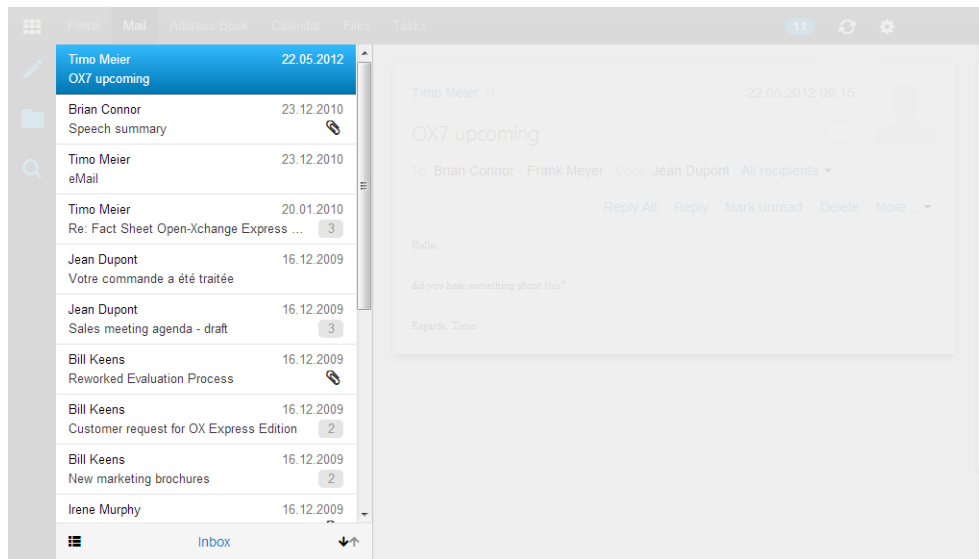 Portal Mail Address Book Calendar Files Tasks 11
Timo Meier 22.05.2012
OX7 upcoming
Brian Connor 23.12.2010
Speech summary
Timo Meier 23.12.2010
eMail
Timo Meier 20.01.2010
Re: Fact Sheet Open-Xchange Express ... 3
Jean Dupont 16.12.2009
Votre commande a été traitée
Jean Dupont 16.12.2009
Sales meeting agenda - draft 3
Bill Keens 16.12.2009
Reworked Evaluation Process
Bill Keens 16.12.2009
Customer request for OX Express Edition 2
Bill Keens 16.12.2009
New marketing brochures 2
Irene Murphy 16.12.2009
Inbox
Timo Meier 22.05.2012 09:15
OX7 upcoming
To: Brian Connor - Frank Meyer Copy: Jean Dupont All recipients
Reply All Reply Mark Unread Delete More ...
Hello,
did you hear something about this?
Regards, Timo